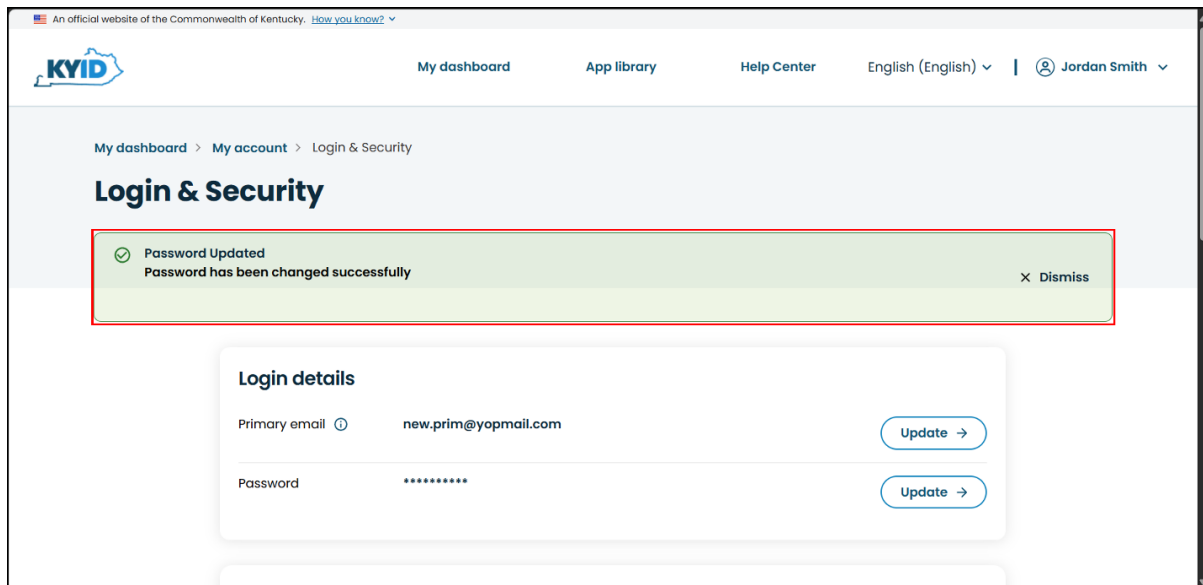 An official website of the Commonwealth of Kentucky. How you know?
KYID
My dashboard App library Help Center English (English) | Jordan Smith
My dashboard > My account > Login & Security
Login & Security
Password Updated
Password has been changed successfully
× Dismiss
Login details
Primary email new.prim@yopmail.com Update →
Password ********** Update →